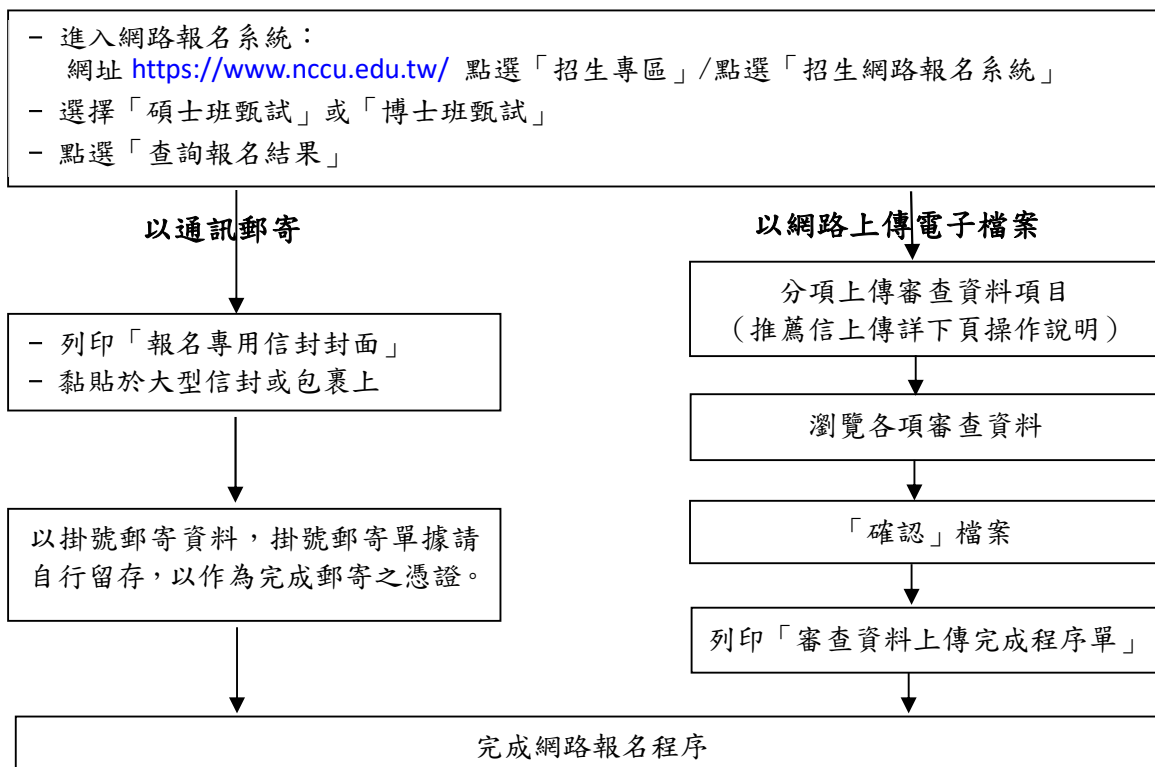 – 進入網路報名系統：
網址 https://www.nccu.edu.tw/ 點選「招生專區」/點選「招生網路報名系統」
– 選擇「碩士班甄試」或「博士班甄試」
– 點選「查詢報名結果」
以通訊郵寄
– 列印「報名專用信封封面」
– 黏貼於大型信封或包裹上
以掛號郵寄資料，掛號郵寄單據請
自行留存，以作為完成郵寄之憑證。
以網路上傳電子檔案
分項上傳審查資料項目
（推薦信上傳詳下頁操作說明）
瀏覽各項審查資料
「確認」檔案
列印「審查資料上傳完成程序單」
完成網路報名程序